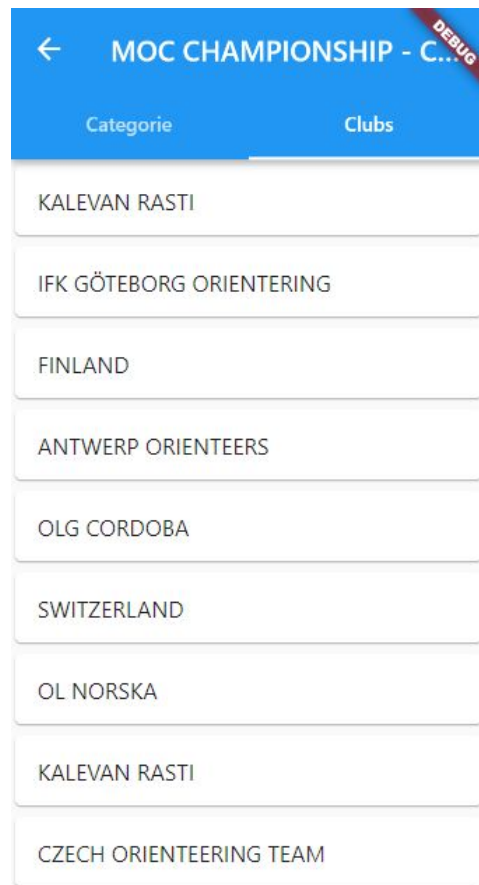 MOC CHAMPIONSHIP - C...
DEBUG
Categorie
Clubs
KALEVAN RASTI
IFK GÖTEBORG ORIENTERING
FINLAND
ANTWERP ORIENTEERS
OLG CORDOBA
SWITZERLAND
OL NORSKA
KALEVAN RASTI
CZECH ORIENTEERING TEAM